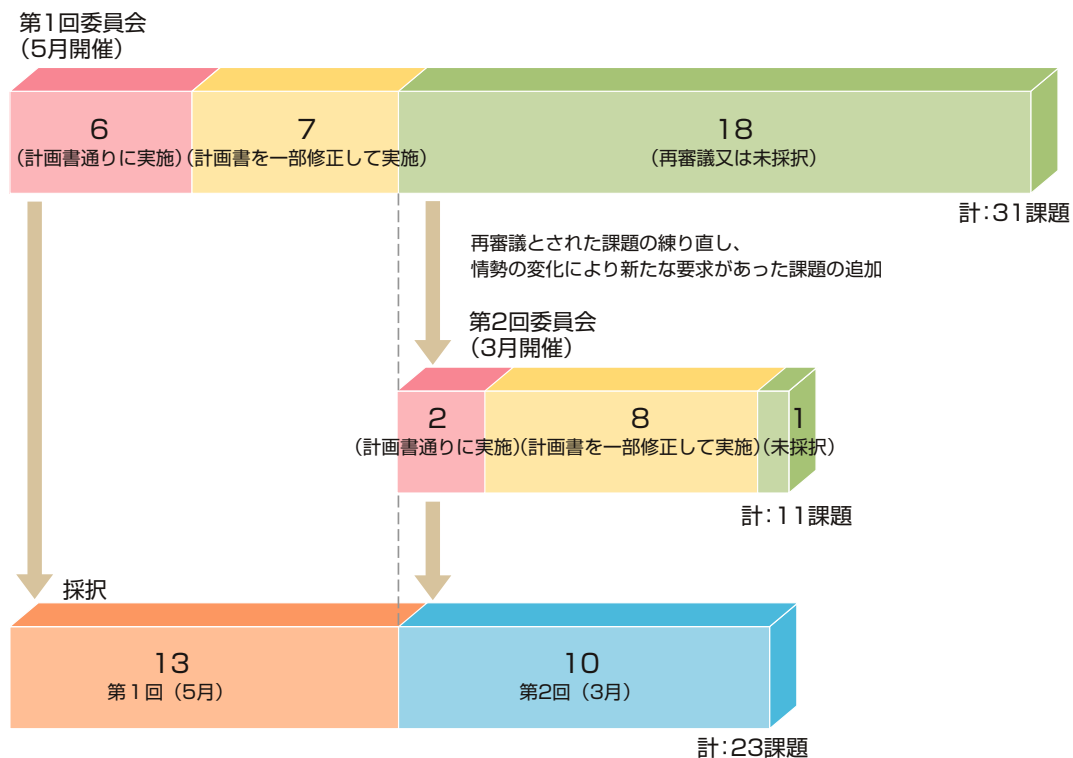 第1回委員会
（5月開催）
6
（計画書通りに実施）
7
（計画書を一部修正して実施）
18
（再審議又は未採択）
計：31課題
再審議とされた課題の練り直し、
情勢の変化により新たな要求があった課題の追加
第2回委員会
（3月開催）
2
（計画書通りに実施）
8
（計画書を一部修正して実施）
1
（未採択）
計：11課題
採択
13
第1回（5月）
10
第2回（3月）
計：23課題